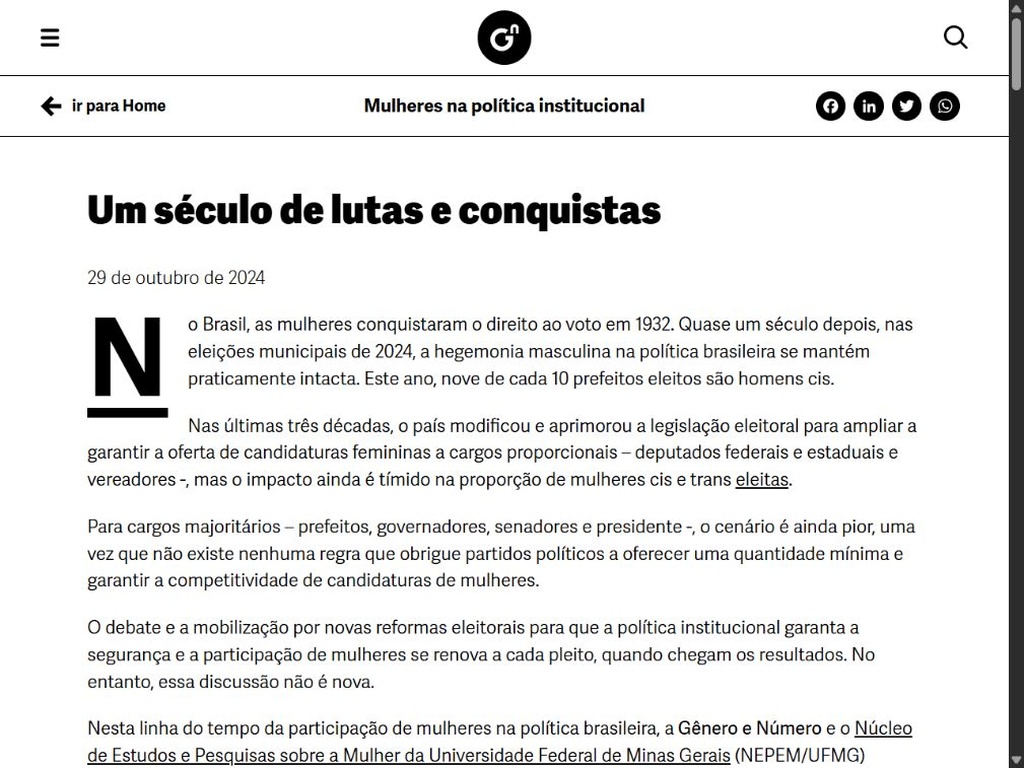 Gn
ir para Home
Mulheres na política institucional
Um século de lutas e conquistas
29 de outubro de 2024
No Brasil, as mulheres conquistaram o direito ao voto em 1932. Quase um século depois, nas
eleições municipais de 2024, a hegemonia masculina na política brasileira se mantém
praticamente intacta. Este ano, nove de cada 10 prefeitos eleitos são homens cis.
Nas últimas três décadas, o país modificou e aprimorou a legislação eleitoral para ampliar a
garantir a oferta de candidaturas femininas a cargos proporcionais – deputados federais e estaduais e
vereadores -, mas o impacto ainda é tímido na proporção de mulheres cis e trans eleitas.
Para cargos majoritários – prefeitos, governadores, senadores e presidente -, o cenário é ainda pior, uma
vez que não existe nenhuma regra que obrigue partidos políticos a oferecer uma quantidade mínima e
garantir a competitividade de candidaturas de mulheres.
O debate e a mobilização por novas reformas eleitorais para que a política institucional garanta a
segurança e a participação de mulheres se renova a cada pleito, quando chegam os resultados. No
entanto, essa discussão não é nova.
Nesta linha do tempo da participação de mulheres na política brasileira, a Gênero e Número e o Núcleo
de Estudos e Pesquisas sobre a Mulher da Universidade Federal de Minas Gerais (NEPEM/UFMG)